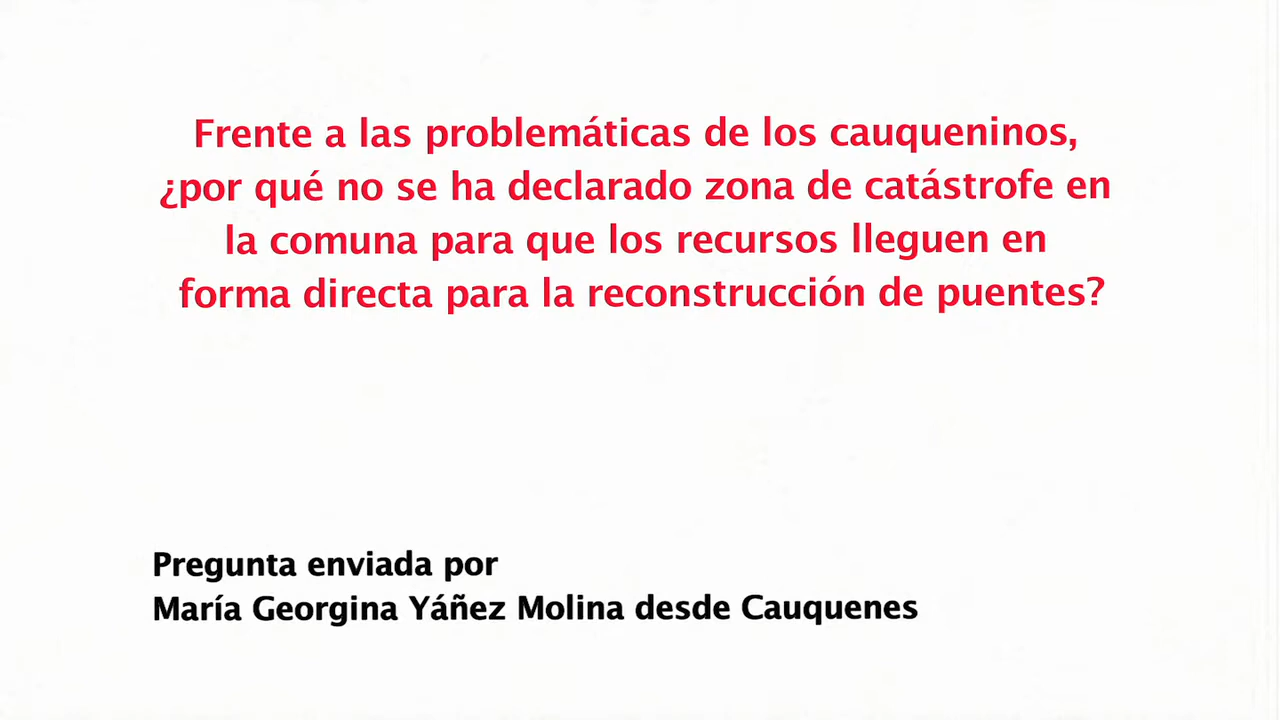 Frente a las problemáticas de los cauqueninos,
¿por qué no se ha declarado zona de catástrofe en
la comuna para que los recursos lleguen en
forma directa para la reconstrucción de puentes?
Pregunta enviada por
María Georgina Yáñez Molina desde Cauquenes